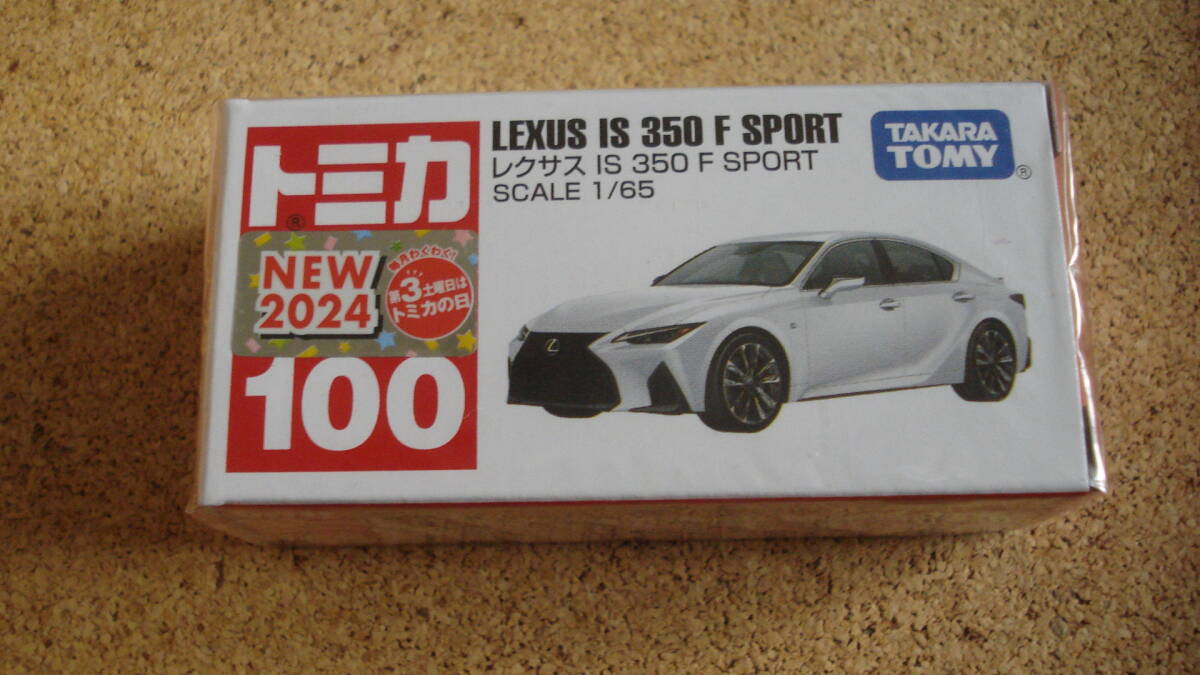 トミカ
®
NEW
2024
毎月わくわく!
第3土曜日は
トミカの日
100
LEXUS IS 350 F SPORT
レクサス IS 350 F SPORT
SCALE 1/65
TAKARA
TOMY
®